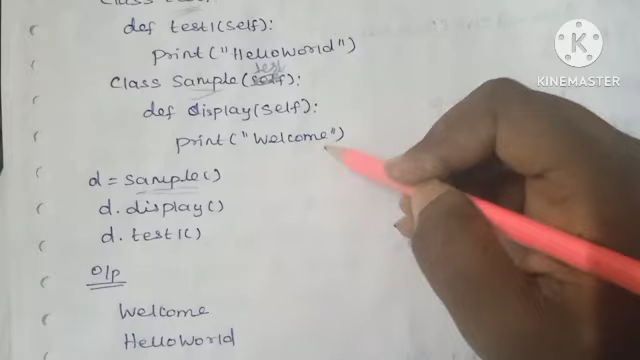 def test1(self):
print("HelloWorld")
class sample(test):
def display(self):
print("Welcome")
d = sample()
d.display()
d.test1()
O/p
Welcome
HelloWorld
K
KINEMASTER